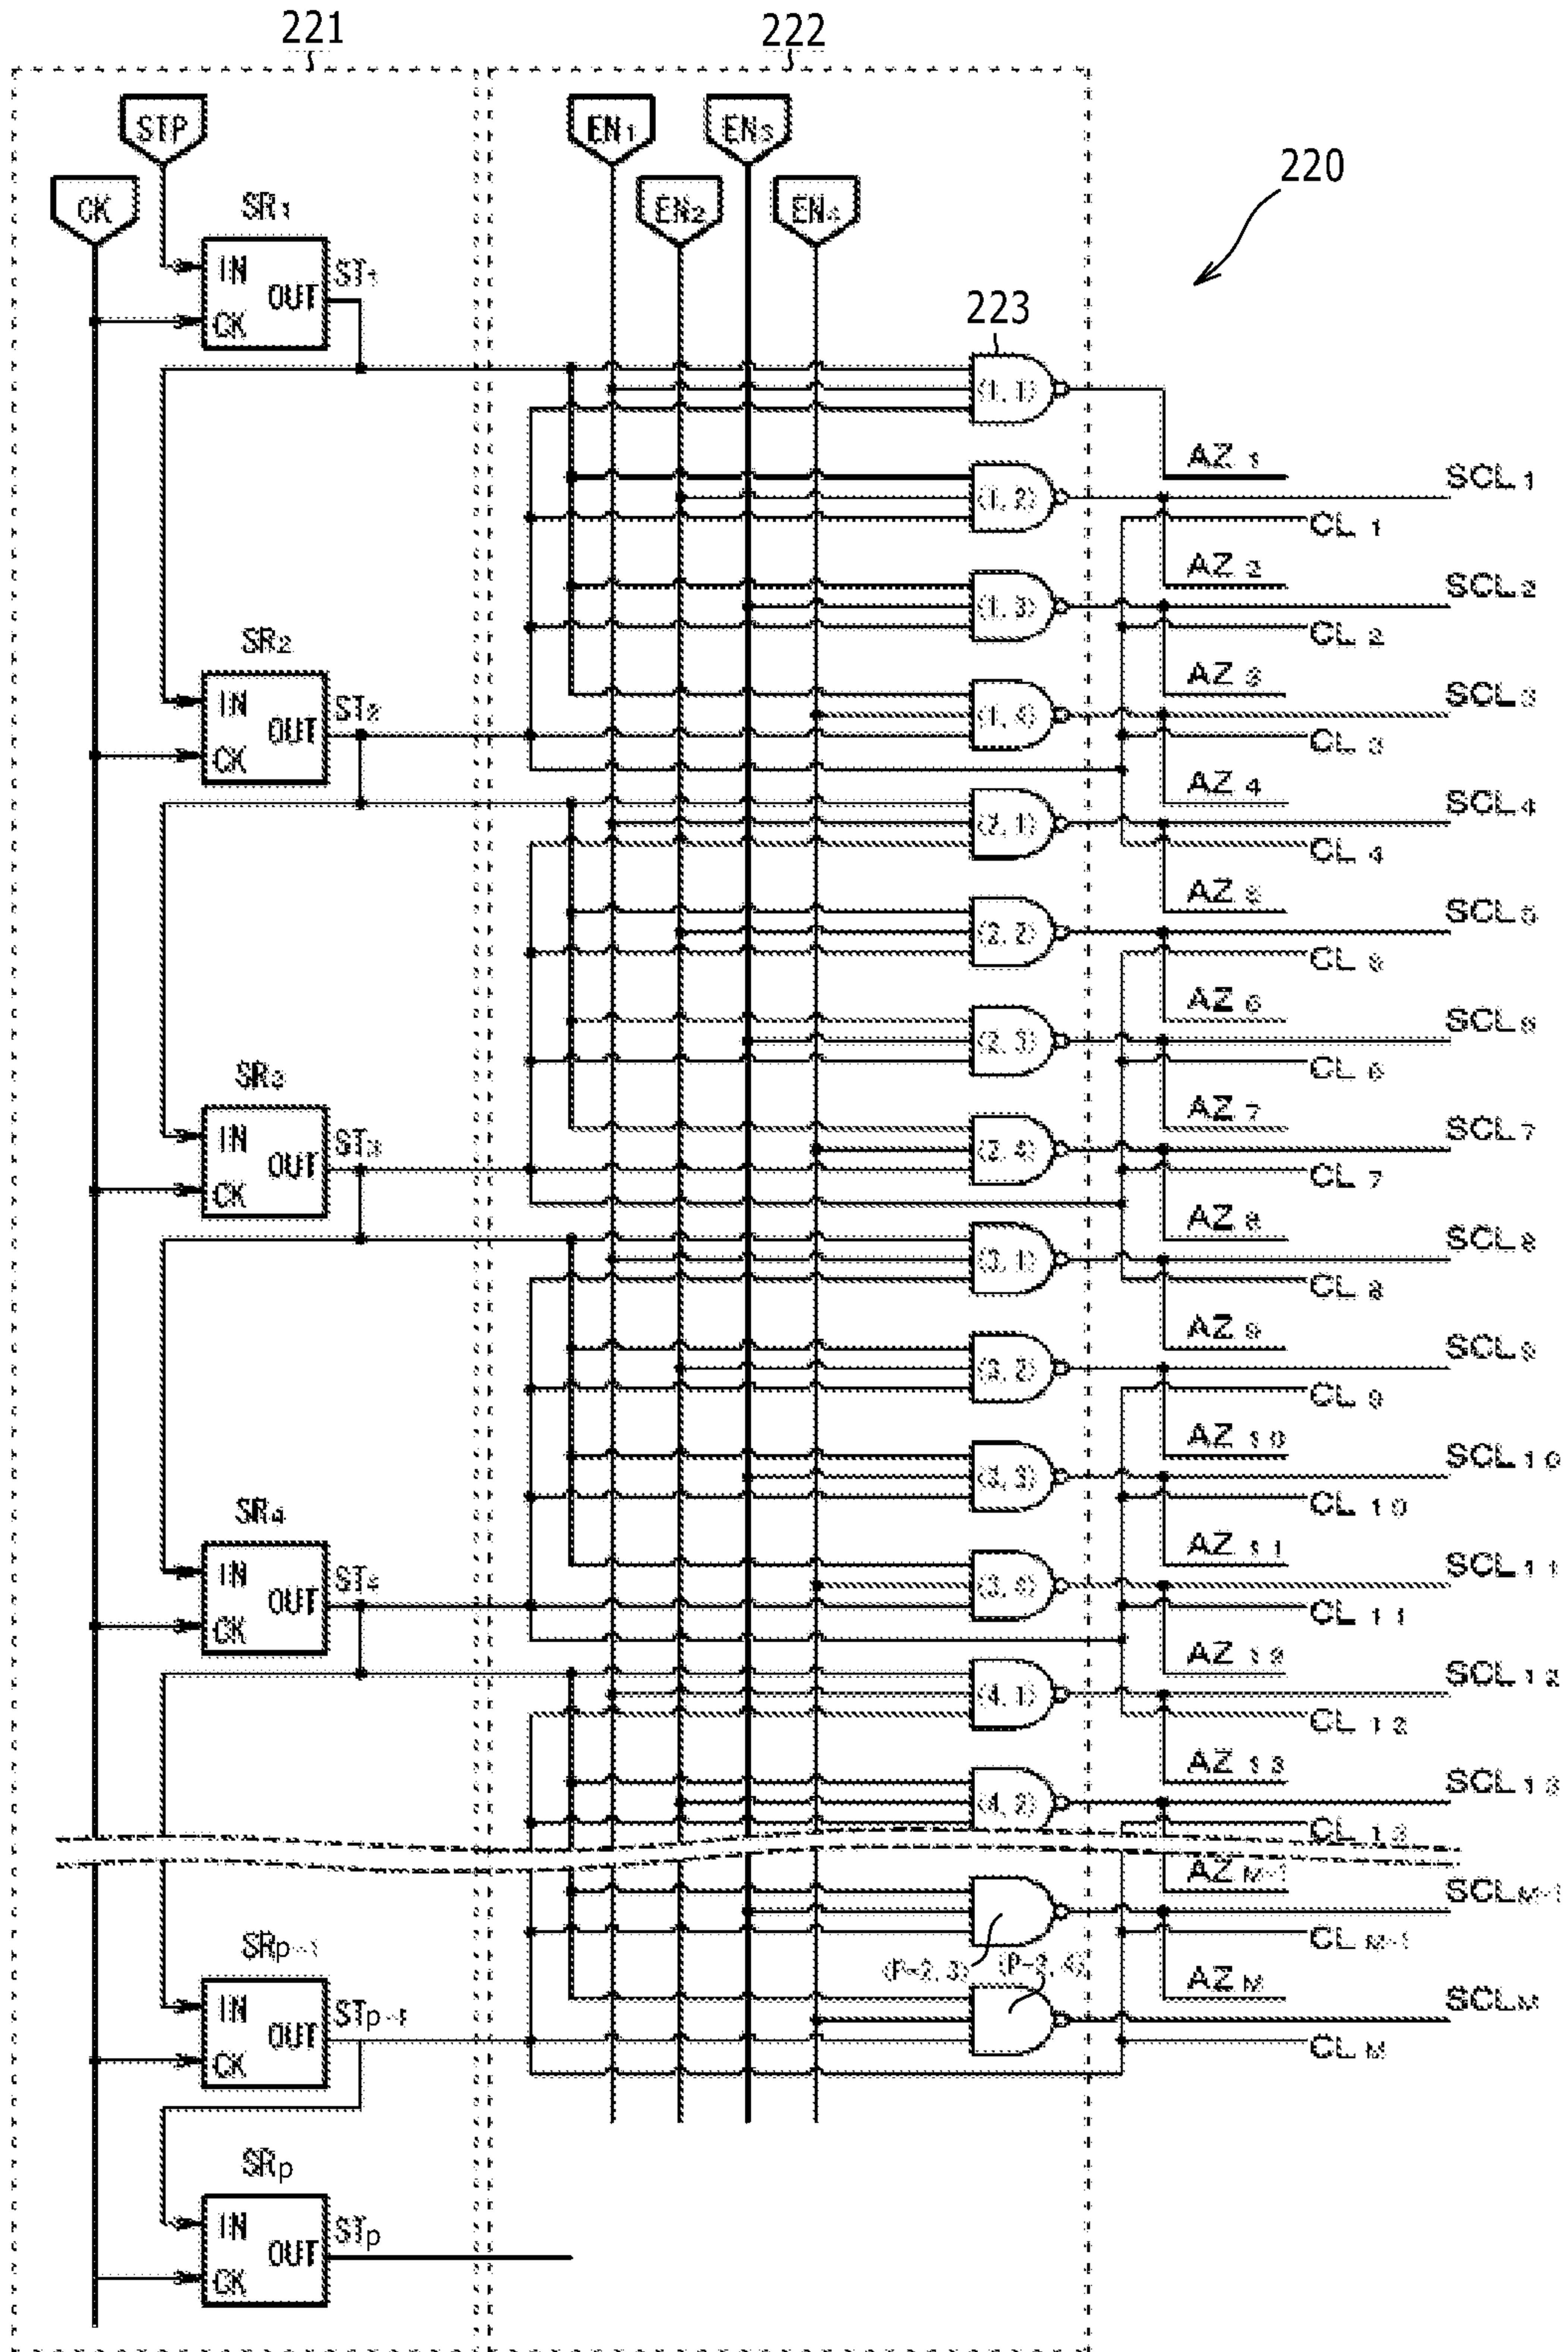 221
222
STP
EN1
EN3
CK
EN2
EN4
220
SR1
IN
OUT
CK
ST1
223
(1, 1)
AZ 1
SCL 1
(1, 2)
CL 1
AZ 2
SCL 2
(1, 3)
CL 2
AZ 3
SCL 3
SR2
IN
OUT
CK
ST2
(1, 4)
CL 3
AZ 4
SCL 4
(2, 1)
CL 4
AZ 5
SCL 5
(2, 2)
CL 5
AZ 6
SCL 6
(2, 3)
CL 6
AZ 7
SCL 7
SR3
IN
OUT
CK
ST3
(2, 4)
CL 7
AZ 8
SCL 8
(3, 1)
CL 8
AZ 9
SCL 9
(3, 2)
CL 9
AZ 10
SCL 10
(3, 3)
CL 10
AZ 11
SCL 11
SR4
IN
OUT
CK
ST4
(3, 4)
CL 11
AZ 12
SCL 12
(4, 1)
CL 12
AZ 13
SCL 13
(4, 2)
CL 13
AZ M-1
SCL M-1
(P-2, 3)
CL M-1
(P-2, 4)
AZ M
SCL M
SRp-1
IN
OUT
CK
STp-1
CL M
SRp
IN
OUT
CK
STp